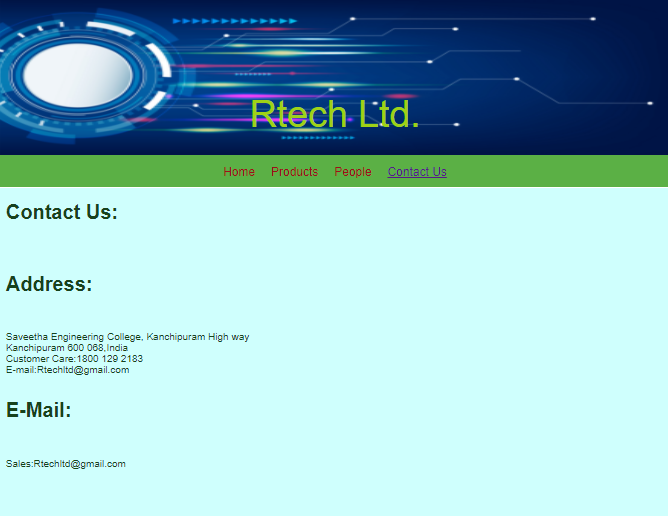 Rtech Ltd.
Home Products People Contact Us
Contact Us:
Address:
Saveetha Engineering College, Kanchipuram High way
Kanchipuram 600 068,India
Customer Care:1800 129 2183
E-mail:Rtechltd@gmail.com
E-Mail:
Sales:Rtechltd@gmail.com